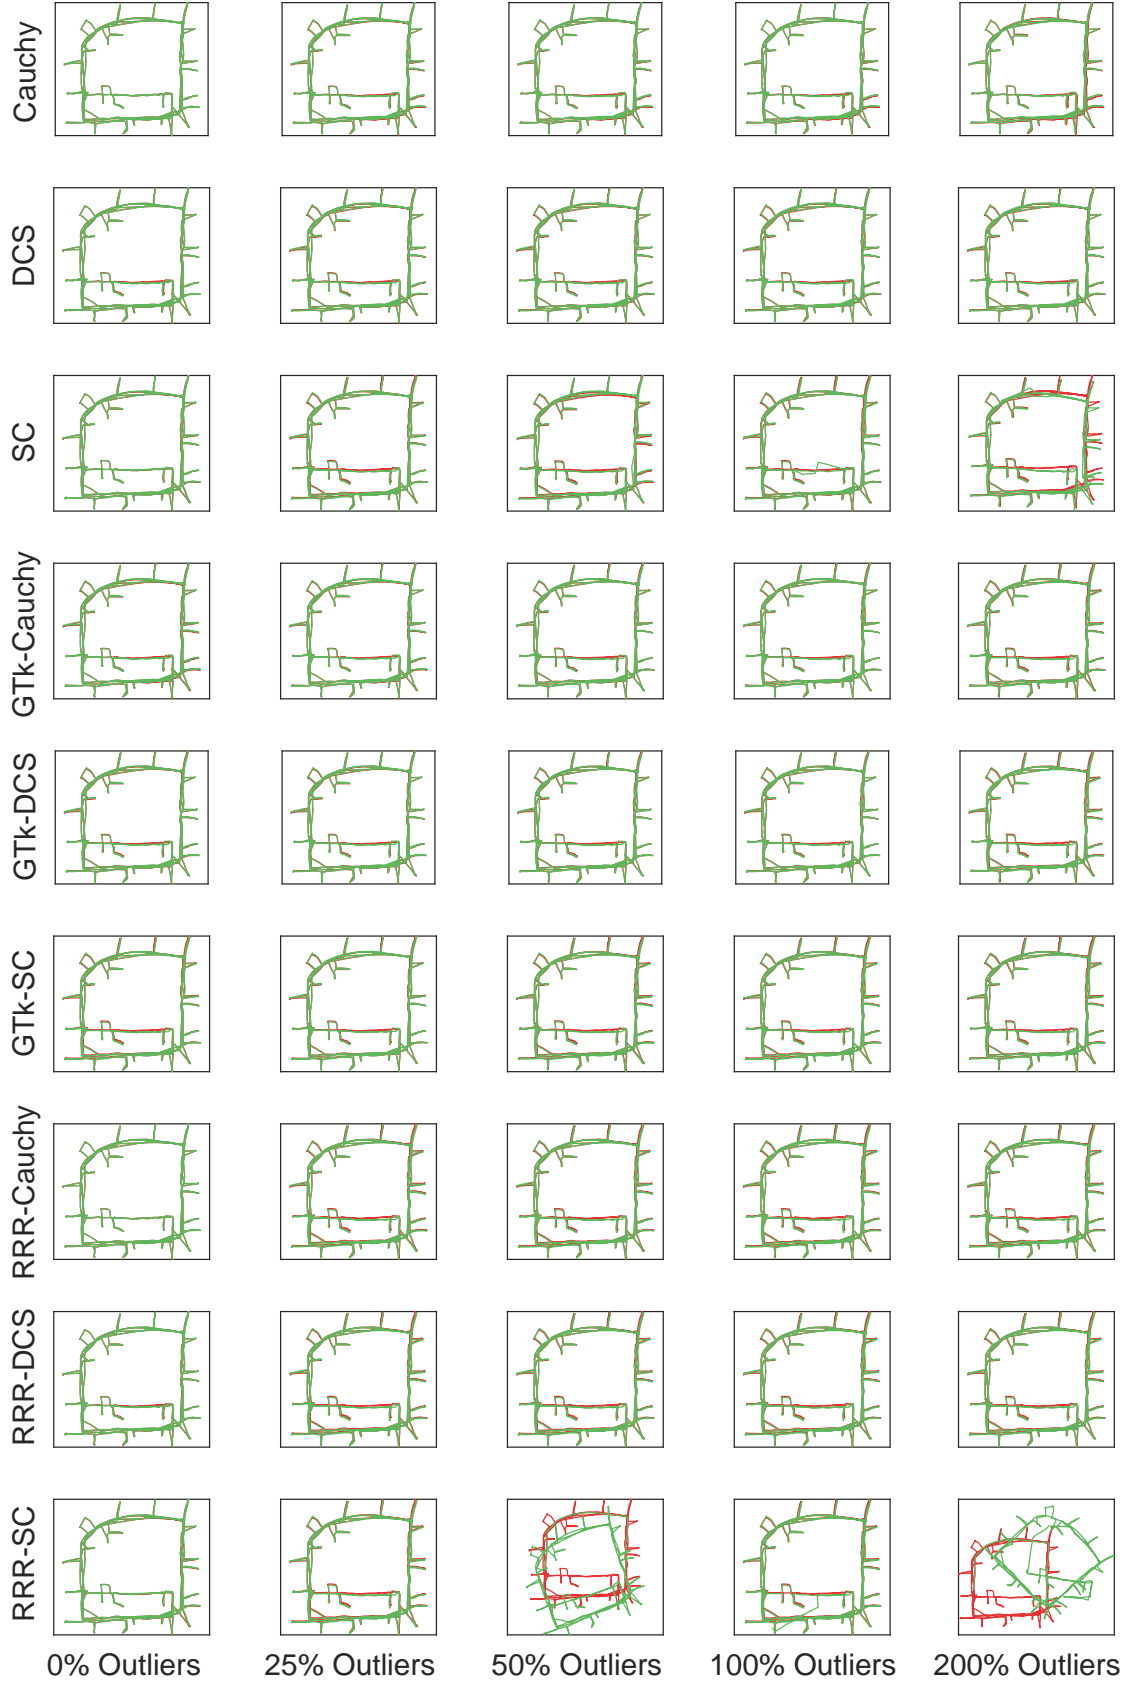 Cauchy
DCS
SC
GTk-Cauchy
GTk-DCS
GTk-SC
RRR-Cauchy
RRR-DCS
RRR-SC
0% Outliers
25% Outliers
50% Outliers
100% Outliers
200% Outliers